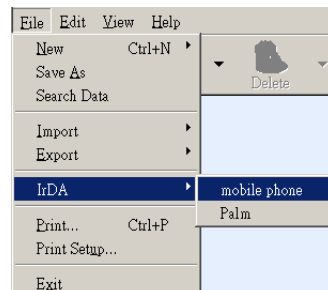 File Edit View Help
New Ctrl+N
Save As
Search Data
Delete
Import
Export
IrDA
mobile phone
Palm
Print... Ctrl+P
Print Setup...
Exit